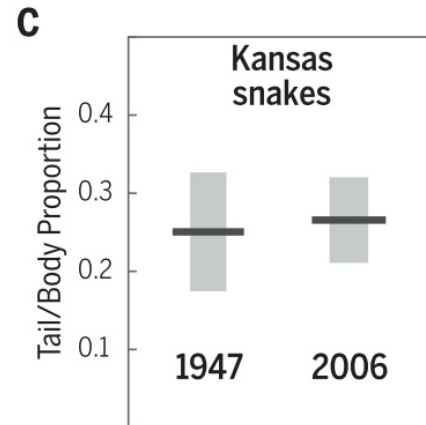 C
Kansas
snakes
Tail/Body Proportion
0.4
0.3
0.2
0.1
1947 2006